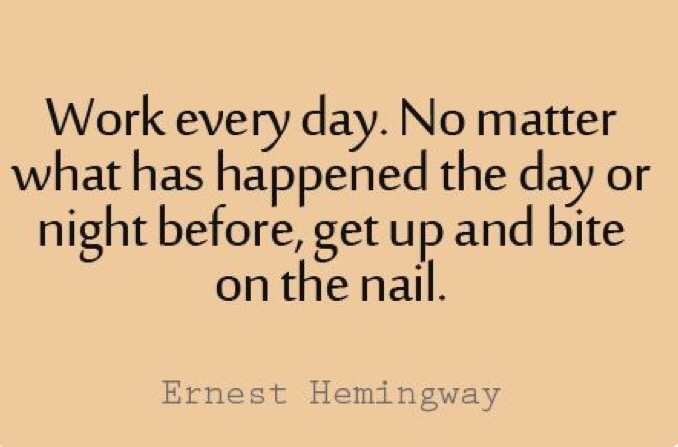 Work every day. No matter
what has happened the day or
night before, get up and bite
on the nail.
Ernest Hemingway